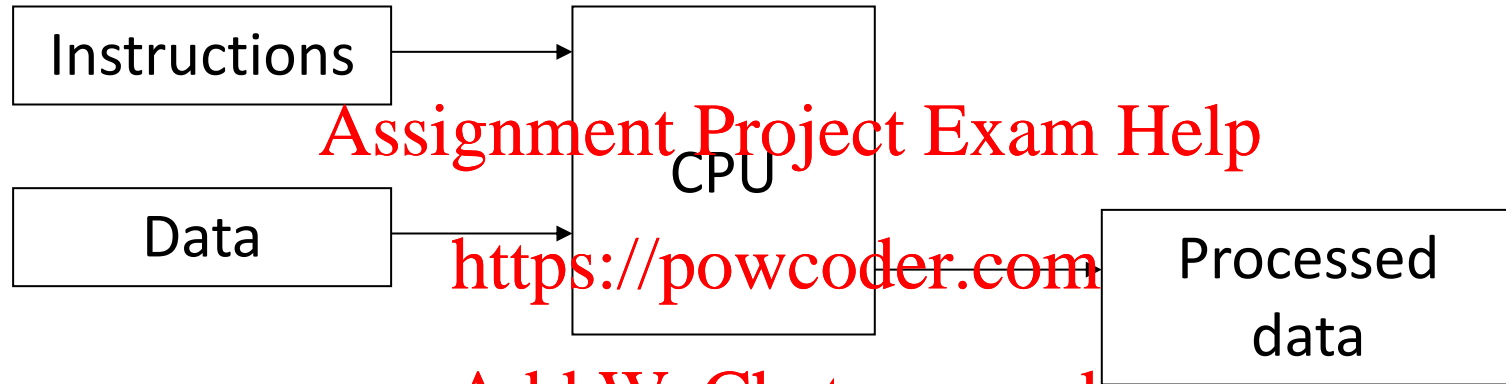 Instructions
Assignment Project Exam Help
CPU
Data
https://powcoder.com
Processed
data